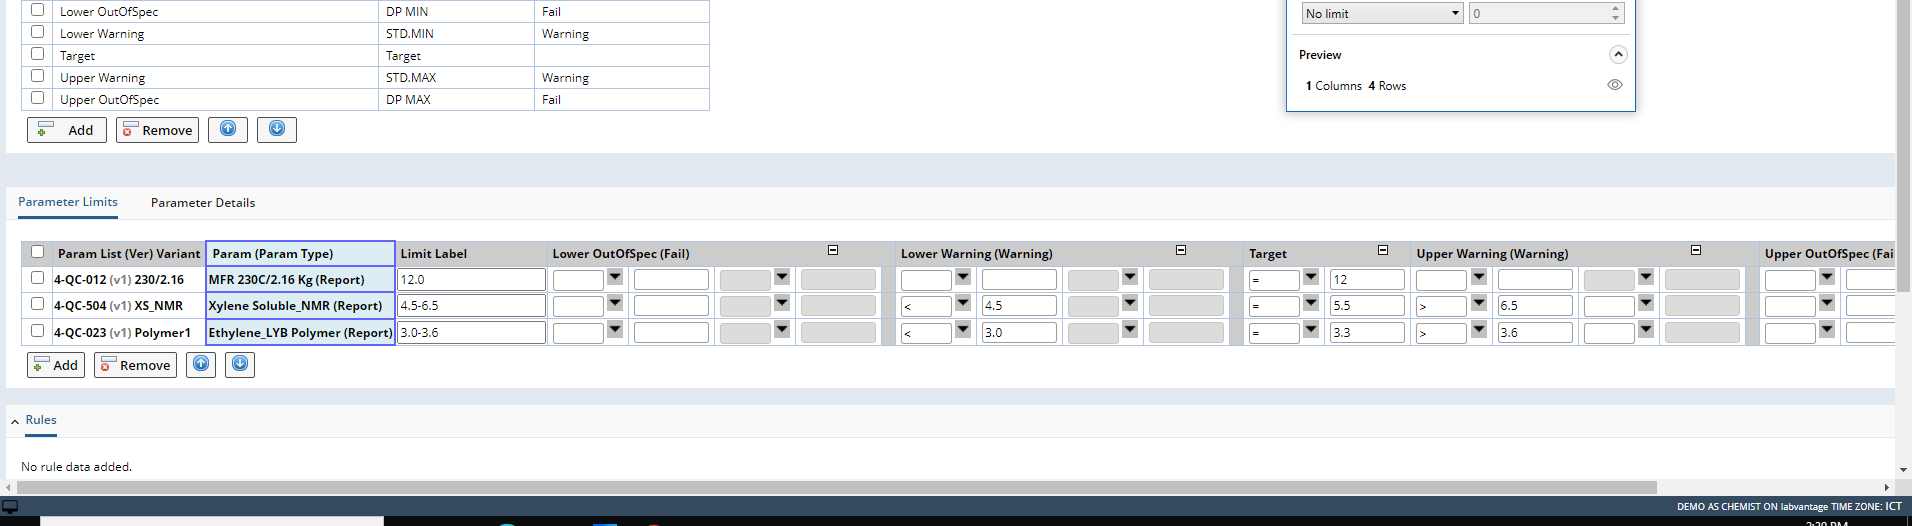 Lower OutOfSpec DP MIN Fail
Lower Warning STD.MIN Warning
Target Target
Upper Warning STD.MAX Warning
Upper OutOfSpec DP MAX Fail
Add Remove
No limit 0
Preview
1 Columns 4 Rows
Parameter Limits Parameter Details
Param List (Ver) Variant Param (Param Type) Limit Label Lower OutOfSpec (Fail) Lower Warning (Warning) Target Upper Warning (Warning) Upper OutOfSpec (Fai
4-QC-012 (v1) 230/2.16 MFR 230C/2.16 Kg (Report) 12.0 = 12
4-QC-504 (v1) XS_NMR Xylene Soluble_NMR (Report) 4.5-6.5 < 4.5 = 5.5 > 6.5
4-QC-023 (v1) Polymer1 Ethylene_LYB Polymer (Report) 3.0-3.6 < 3.0 = 3.3 > 3.6
Add Remove
Rules
No rule data added.
DEMO AS CHEMIST ON labvantage TIME ZONE: ICT